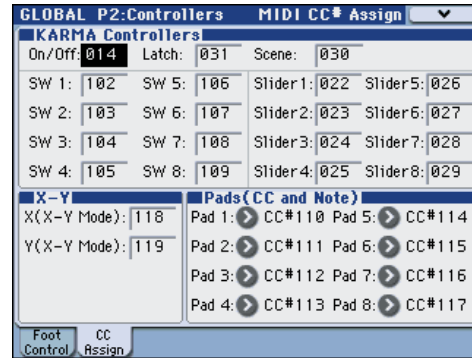 GLOBAL P2:Controllers MIDI CC# Assign
KARMA Controllers
On/Off: 014 Latch: 031 Scene: 030
SW 1: 102 SW 5: 106 Slider1: 022 Slider5: 026
SW 2: 103 SW 6: 107 Slider2: 023 Slider6: 027
SW 3: 104 SW 7: 108 Slider3: 024 Slider7: 028
SW 4: 105 SW 8: 109 Slider4: 025 Slider8: 029
X-Y
X(X-Y Mode): 118
Y(X-Y Mode): 119
Pads(CC and Note)
Pad 1: CC#110 Pad 5: CC#114
Pad 2: CC#111 Pad 6: CC#115
Pad 3: CC#112 Pad 7: CC#116
Pad 4: CC#113 Pad 8: CC#117
Foot Control
CC Assign